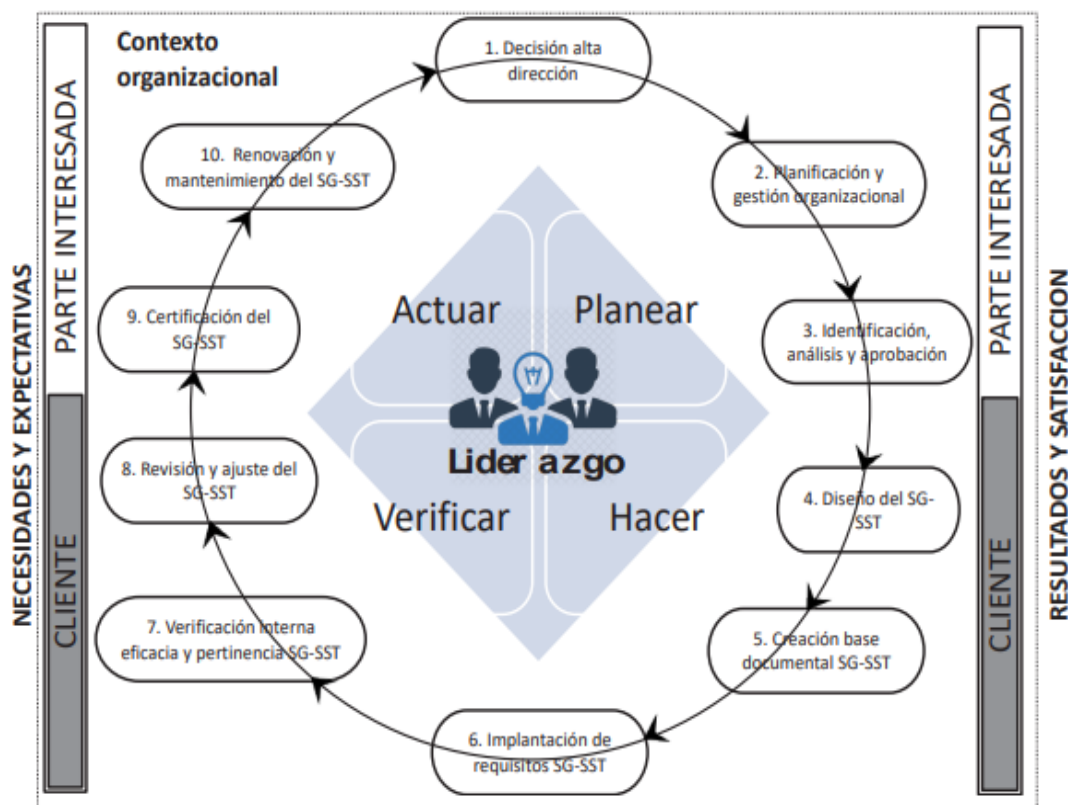 Contexto
organizacional
1. Decisión alta
dirección
2. Planificación y
gestión organizacional
3. Identificación,
análisis y aprobación
4. Diseño del SG-
SST
5. Creación base
documental SG-SST
6. Implantación de
requisitos SG-SST
7. Verificación interna
eficacia y pertinencia SG-SST
8. Revisión y ajuste del
SG-SST
9. Certificación del
SG-SST
10. Renovación y
mantenimiento del SG-SST
Actuar
Planear
Liderazgo
Verificar
Hacer
NECESIDADES Y EXPECTATIVAS
PARTE INTERESADA
CLIENTE
PARTE INTERESADA
CLIENTE
RESULTADOS Y SATISFACCION